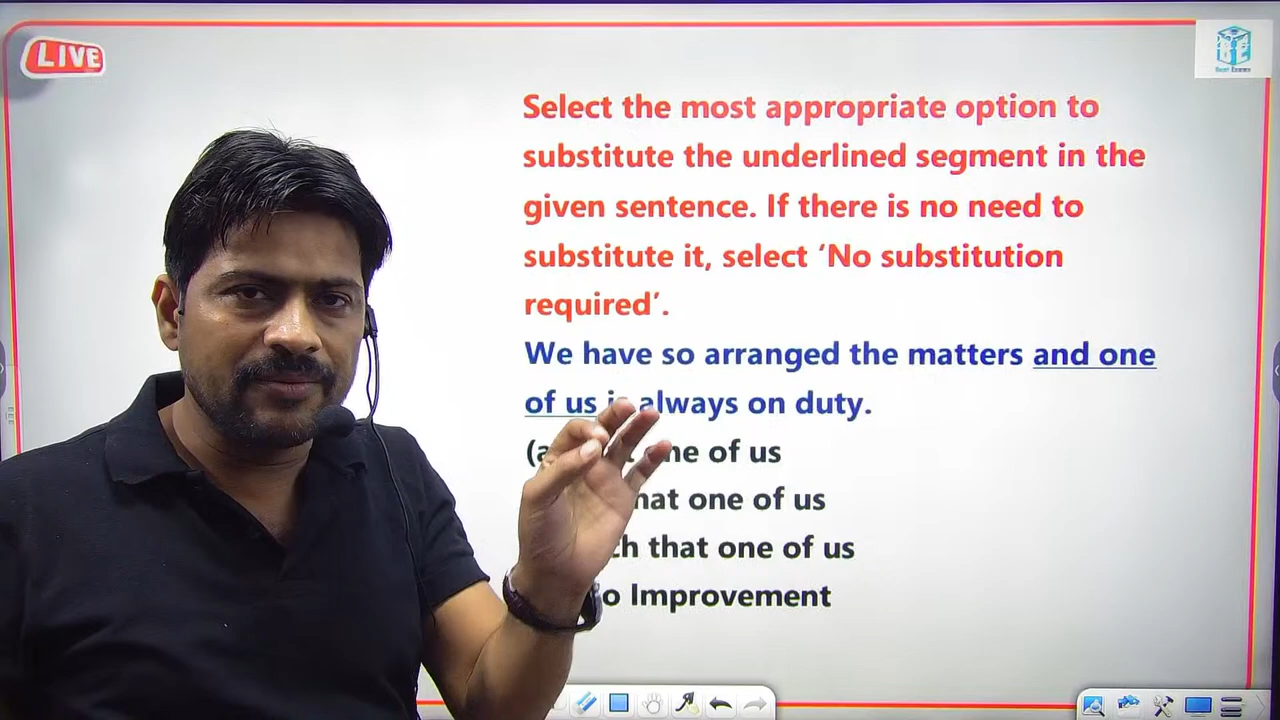 LIVE
Select the most appropriate option to
substitute the underlined segment in the
given sentence. If there is no need to
substitute it, select ‘No substitution
required’.
We have so arranged the matters and one
of us is always on duty.
of us
that one of us
that one of us
Improvement